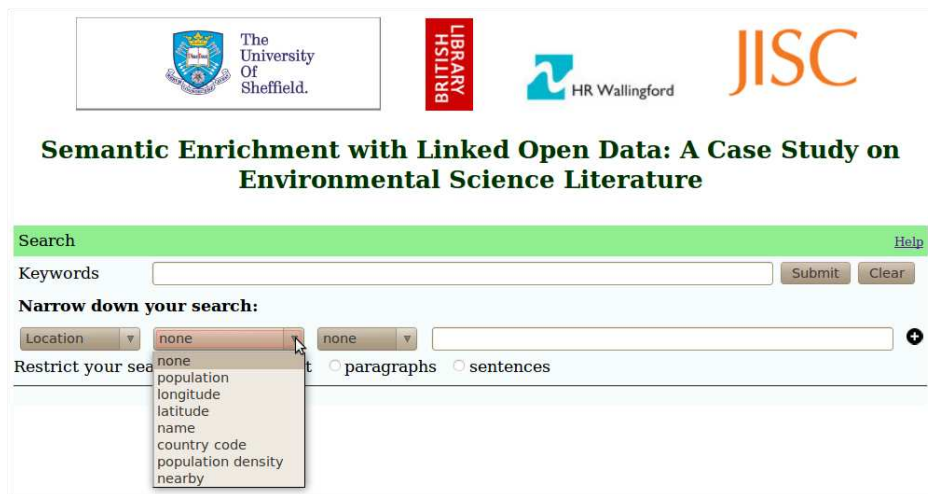 The
University
Of
Sheffield.
BRITISH
LIBRARY
HR Wallingford
JISC
Semantic Enrichment with Linked Open Data: A Case Study on
Environmental Science Literature
Search Help
Keywords Submit Clear
Narrow down your search:
Location none none
Restrict your sea t paragraphs sentences
none
population
longitude
latitude
name
country code
population density
nearby